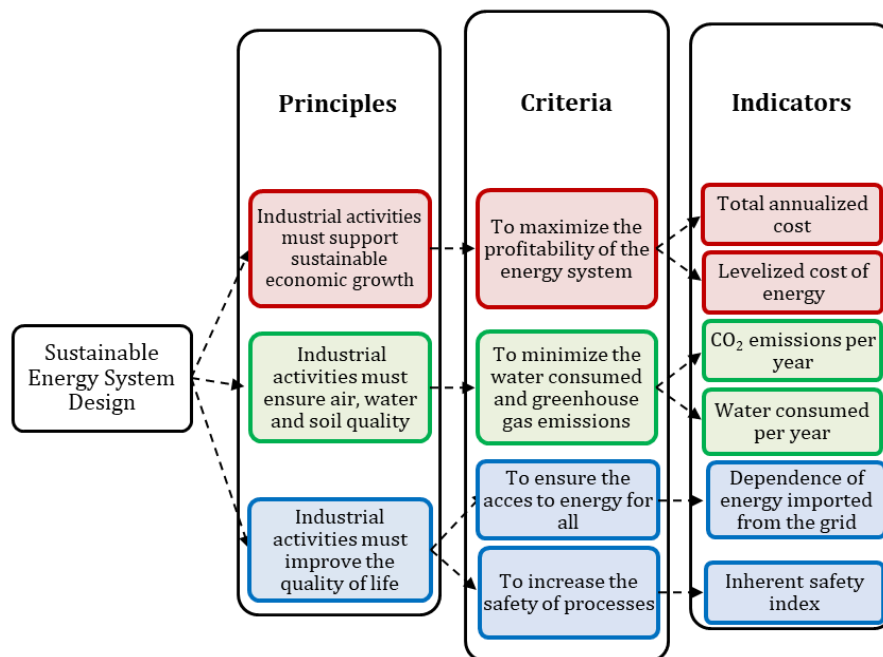 Principles
Criteria
Indicators
Sustainable
Energy System
Design
Industrial activities
must support
sustainable
economic growth
To maximize the
profitability of the
energy system
Total annualized
cost
Levelized cost of
energy
Industrial
activities must
ensure air, water
and soil quality
To minimize the
water consumed
and greenhouse
gas emissions
CO₂ emissions per
year
Water consumed
per year
Industrial
activities must
improve the
quality of life
To ensure the
acces to energy for
all
Dependence of
energy imported
from the grid
To increase the
safety of processes
Inherent safety
index